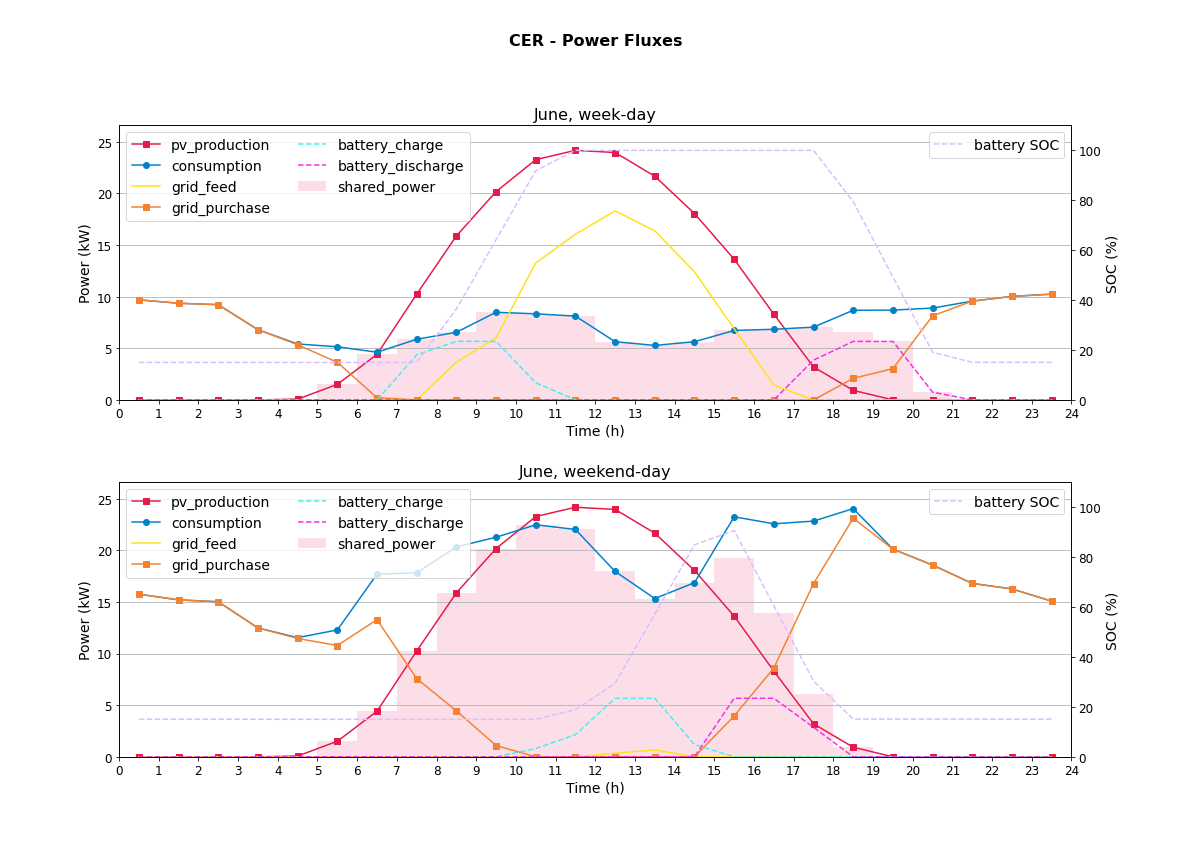 CER - Power Fluxes
June, week-day
pv_production
consumption
grid_feed
grid_purchase
battery_charge
battery_discharge
shared_power
battery SOC
25
20
15
10
5
0
Power (kW)
100
80
60
40
20
0
SOC (%)
0 1 2 3 4 5 6 7 8 9 10 11 12 13 14 15 16 17 18 19 20 21 22 23 24
Time (h)
June, weekend-day
pv_production
consumption
grid_feed
grid_purchase
battery_charge
battery_discharge
shared_power
battery SOC
25
20
15
10
5
0
Power (kW)
100
80
60
40
20
0
SOC (%)
0 1 2 3 4 5 6 7 8 9 10 11 12 13 14 15 16 17 18 19 20 21 22 23 24
Time (h)